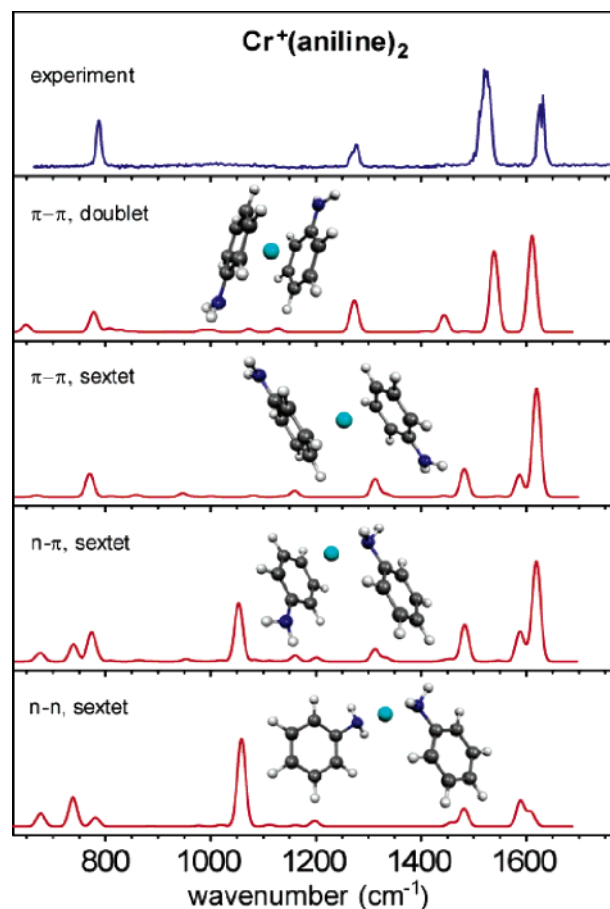 Cr⁺(aniline)₂
experiment
π−π, doublet
π−π, sextet
n-π, sextet
n-n, sextet
800 1000 1200 1400 1600
wavenumber (cm⁻¹)